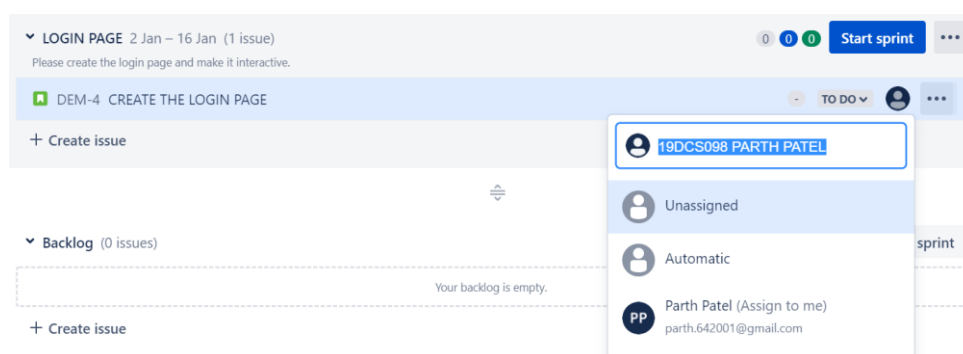 LOGIN PAGE 2 Jan – 16 Jan (1 issue)
0 0 0 Start sprint
Please create the login page and make it interactive.
DEM-4 CREATE THE LOGIN PAGE
- TO DO
+ Create issue
19DCS098 PARTH PATEL
Unassigned
Automatic
PP Parth Patel (Assign to me)
parth.642001@gmail.com
Backlog (0 issues)
sprint
Your backlog is empty.
+ Create issue